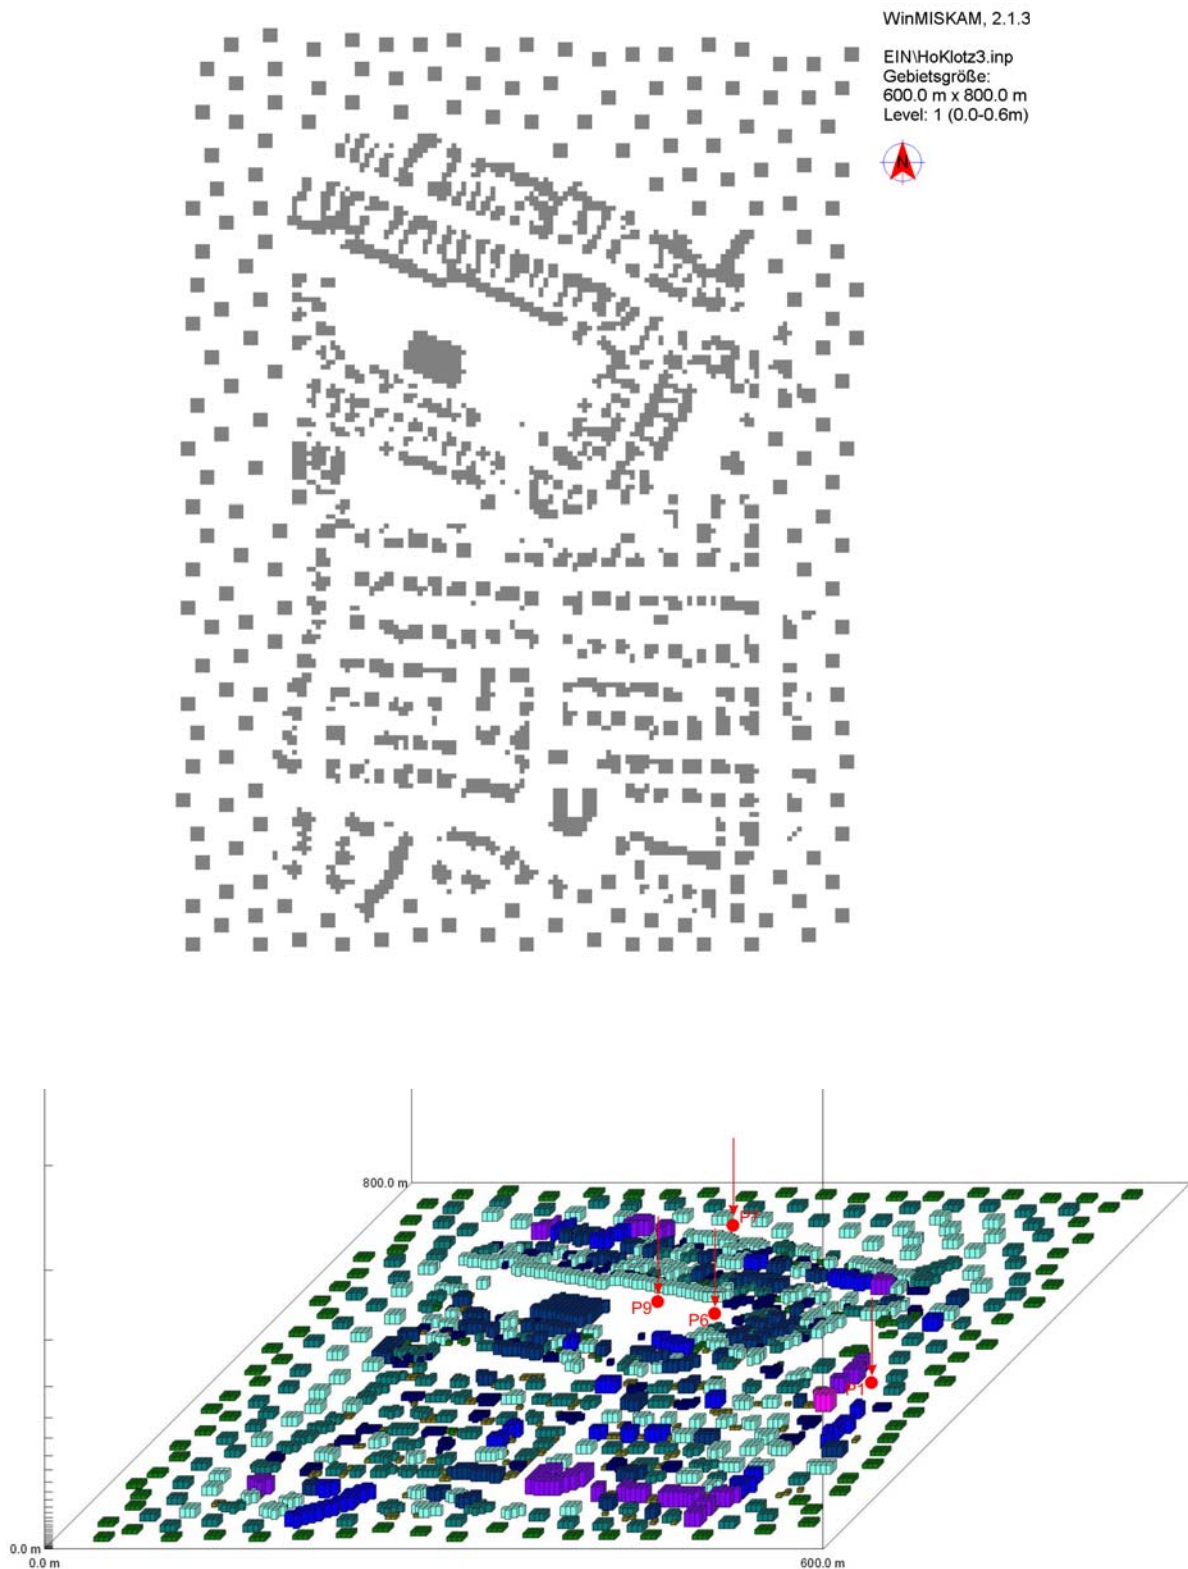 WinMISKAM, 2.1.3
EIN\HoKlotz3.inp
Gebietsgröße:
600.0 m x 800.0 m
Level: 1 (0.0-0.6m)
N
800.0 m
P7
P9
P6
P1
0.0 m
0.0 m
600.0 m